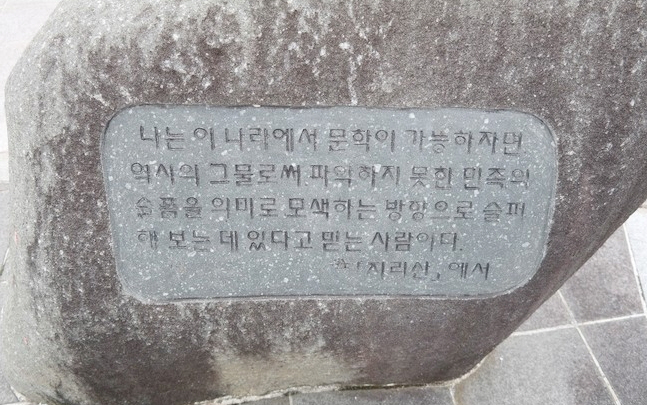 나는 이 나라에서 문학이 가능하자면
역사의 그물로써 파악하지 못한 민족의
슬픔을 의미로 모색하는 방향으로 슬퍼
해 보는 데 있다고 믿는 사람이다.
「지리산」에서